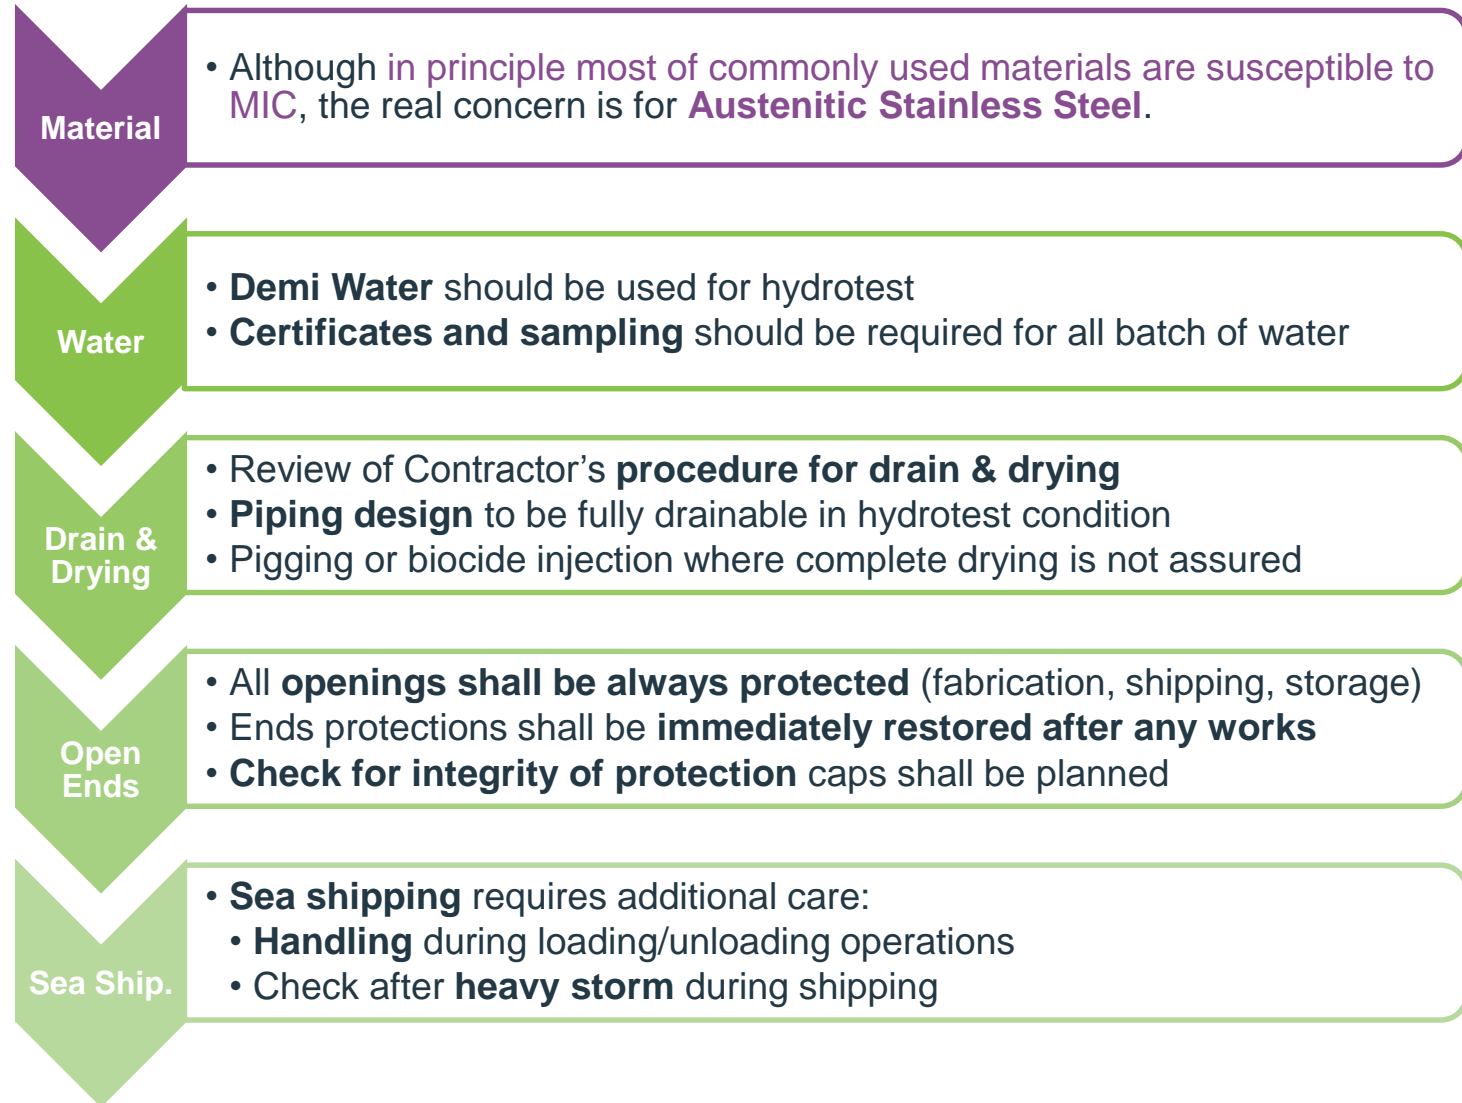 Material
• Although in principle most of commonly used materials are susceptible to
MIC, the real concern is for Austenitic Stainless Steel.
Water
• Demi Water should be used for hydrotest
• Certificates and sampling should be required for all batch of water
Drain &
Drying
• Review of Contractor’s procedure for drain & drying
• Piping design to be fully drainable in hydrotest condition
• Pigging or biocide injection where complete drying is not assured
Open
Ends
• All openings shall be always protected (fabrication, shipping, storage)
• Ends protections shall be immediately restored after any works
• Check for integrity of protection caps shall be planned
Sea Ship.
• Sea shipping requires additional care:
• Handling during loading/unloading operations
• Check after heavy storm during shipping